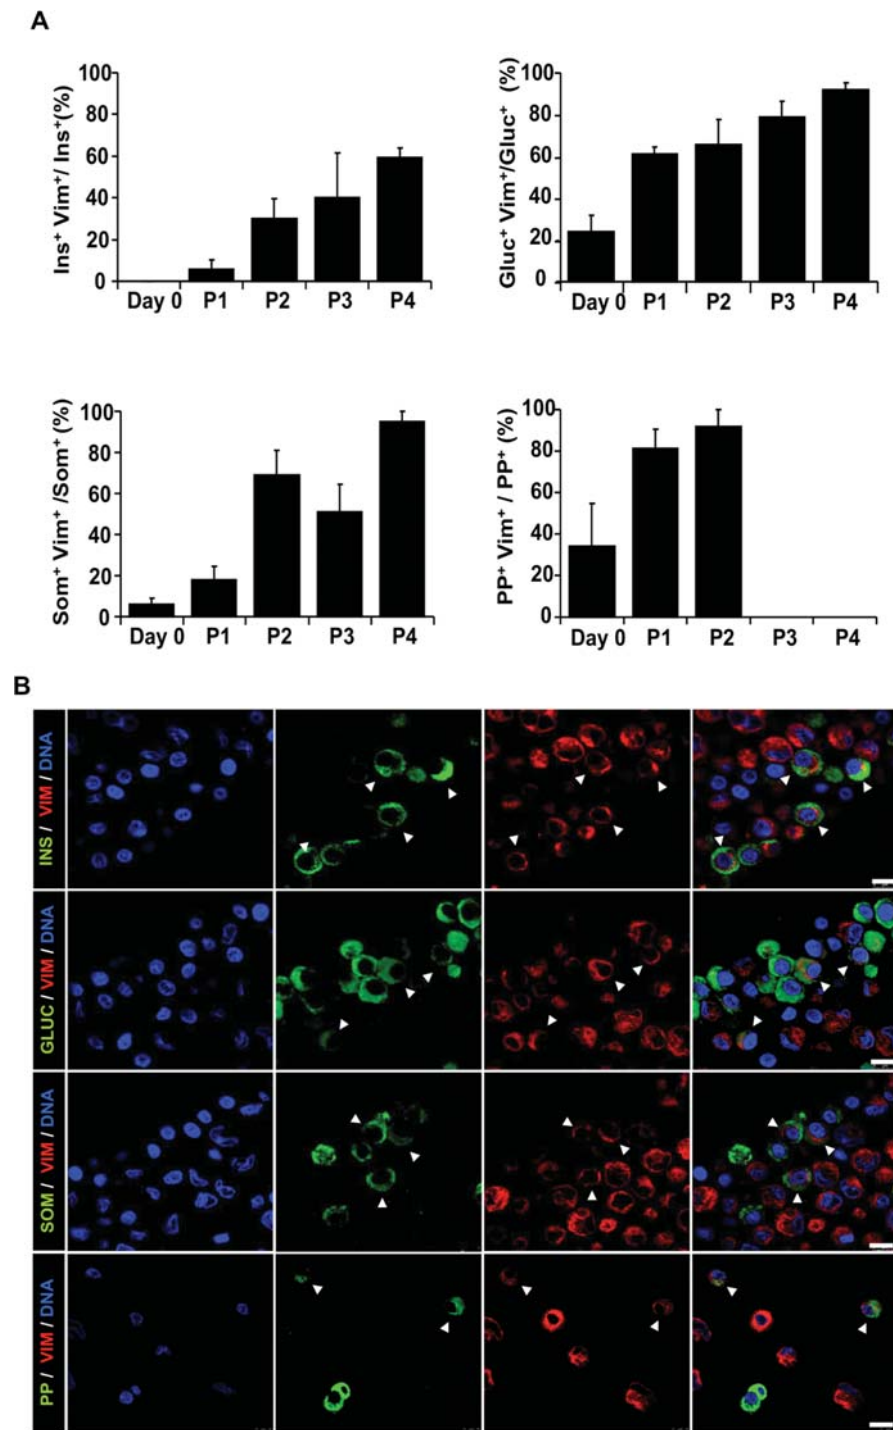 A
Ins⁺ Vim⁺/ Ins⁺(%)
100
80
60
40
20
0
Day 0 P1 P2 P3 P4
Gluc⁺ Vim⁺/Gluc⁺ (%)
100
80
60
40
20
0
Day 0 P1 P2 P3 P4
Som⁺ Vim⁺ /Som⁺ (%)
100
80
60
40
20
0
Day 0 P1 P2 P3 P4
PP⁺ Vim⁺ / PP⁺ (%)
100
80
60
40
20
0
Day 0 P1 P2 P3 P4
B
INS / VIM / DNA
GLUC / VIM / DNA
SOM / VIM / DNA
PP / VIM / DNA